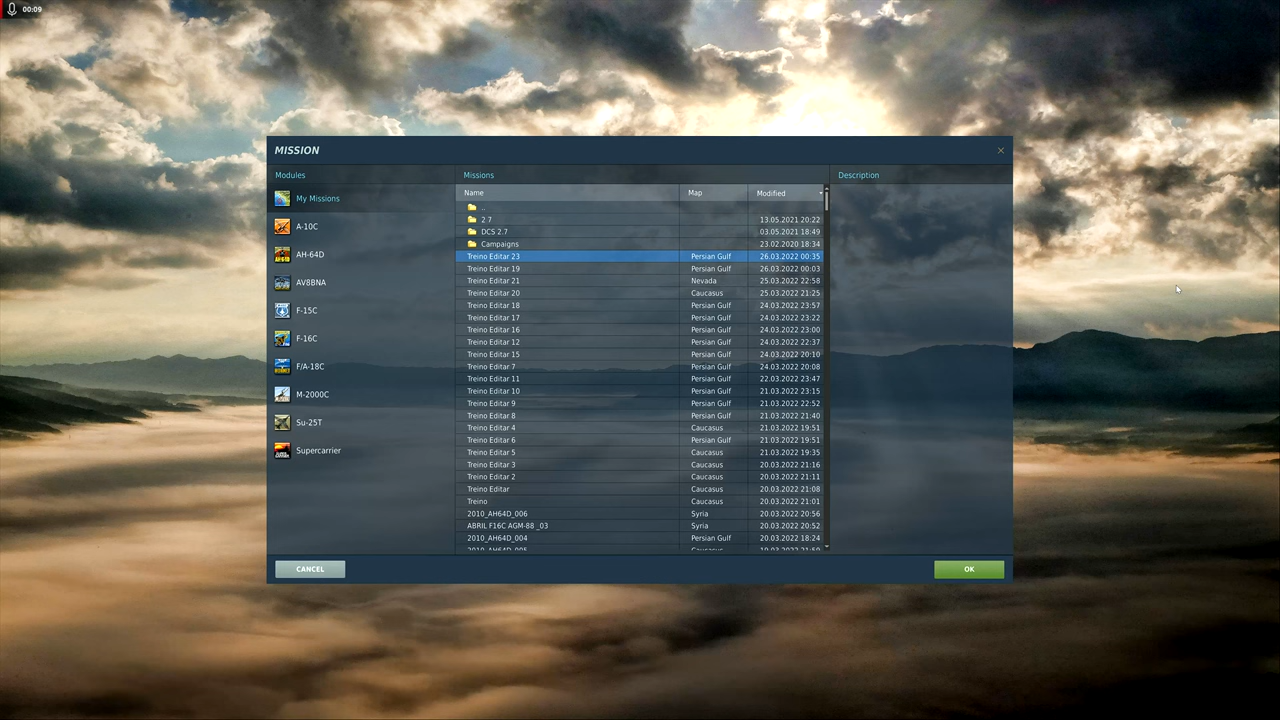 00:09
MISSION
Modules
Missions
Description
My Missions
A-10C
AH-64D
AV8BNA
F-15C
F-16C
F/A-18C
M-2000C
Su-25T
Supercarrier
Name Map Modified
..
2.7 13.05.2021 20:22
DCS 2.7 03.05.2021 18:49
Campaigns 23.02.2020 18:34
Treino Editar 23 Persian Gulf 26.03.2022 00:35
Treino Editar 19 Persian Gulf 26.03.2022 00:03
Treino Editar 21 Nevada 25.03.2022 22:58
Treino Editar 20 Caucasus 25.03.2022 21:25
Treino Editar 18 Persian Gulf 24.03.2022 23:57
Treino Editar 17 Persian Gulf 24.03.2022 23:22
Treino Editar 16 Persian Gulf 24.03.2022 23:00
Treino Editar 12 Persian Gulf 24.03.2022 22:37
Treino Editar 15 Persian Gulf 24.03.2022 20:10
Treino Editar 7 Persian Gulf 24.03.2022 20:08
Treino Editar 11 Persian Gulf 22.03.2022 23:47
Treino Editar 10 Persian Gulf 21.03.2022 23:15
Treino Editar 9 Persian Gulf 21.03.2022 22:52
Treino Editar 8 Persian Gulf 21.03.2022 21:40
Treino Editar 4 Caucasus 21.03.2022 19:51
Treino Editar 6 Persian Gulf 21.03.2022 19:51
Treino Editar 5 Caucasus 21.03.2022 19:35
Treino Editar 3 Caucasus 20.03.2022 21:16
Treino Editar 2 Caucasus 20.03.2022 21:11
Treino Editar Caucasus 20.03.2022 21:08
Treino Caucasus 20.03.2022 21:01
2010_AH64D_006 Syria 20.03.2022 20:56
ABRIL F16C AGM-88 _03 Syria 20.03.2022 20:52
2010_AH64D_004 Persian Gulf 20.03.2022 18:24
2010_AH64D_005 Caucasus 19.03.2022 21:50
CANCEL
OK